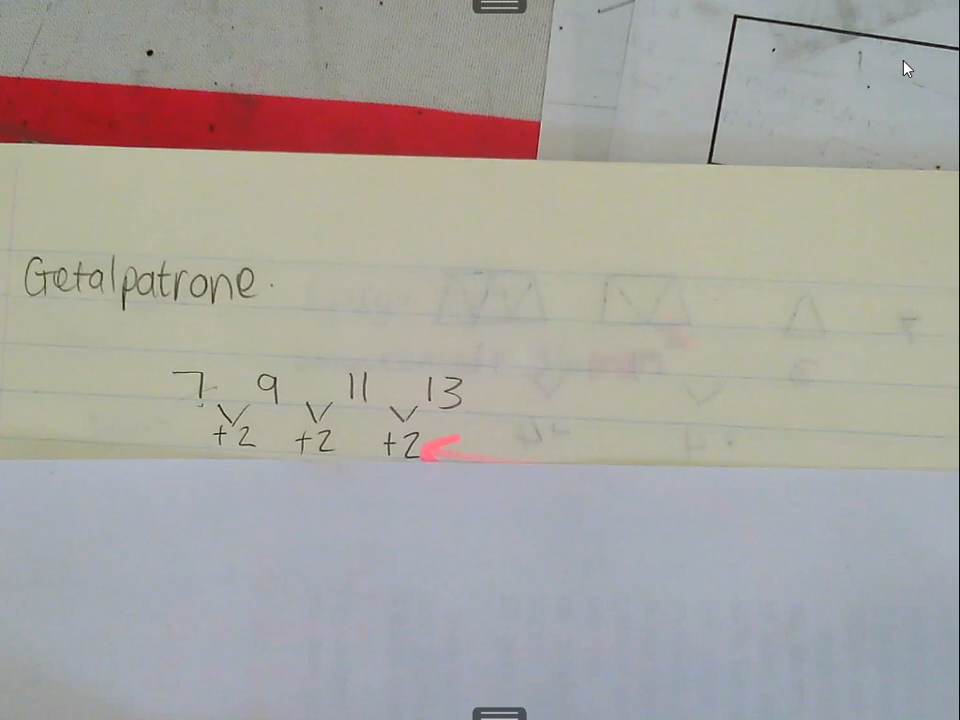 Getalpatrone.
7 9 11 13
+2 +2 +2